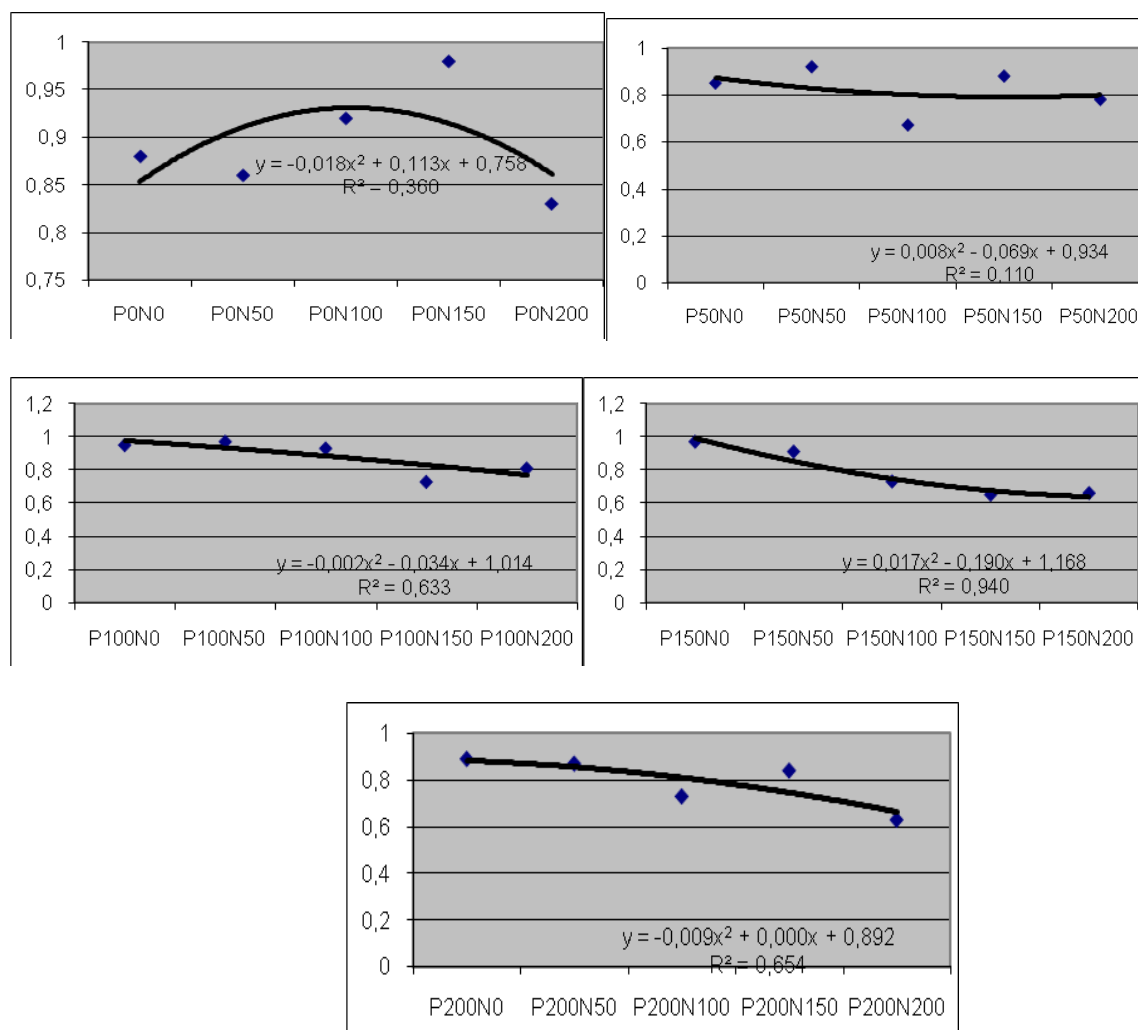 1
0,95
0,9
0,85
0,8
0,75
y = -0,018x² + 0,113x + 0,758
R² = 0,360
P0N0 P0N50 P0N100 P0N150 P0N200
1
0,8
0,6
0,4
0,2
0
y = 0,008x² - 0,069x + 0,934
R² = 0,110
P50N0 P50N50 P50N100 P50N150 P50N200
1,2
1
0,8
0,6
0,4
0,2
0
y = -0,002x² - 0,034x + 1,014
R² = 0,633
P100N0 P100N50 P100N100 P100N150 P100N200
1,2
1
0,8
0,6
0,4
0,2
0
y = 0,017x² - 0,190x + 1,168
R² = 0,940
P150N0 P150N50 P150N100 P150N150 P150N200
1
0,8
0,6
0,4
0,2
0
y = -0,009x² + 0,000x + 0,892
R² = 0,654
P200N0 P200N50 P200N100 P200N150 P200N200